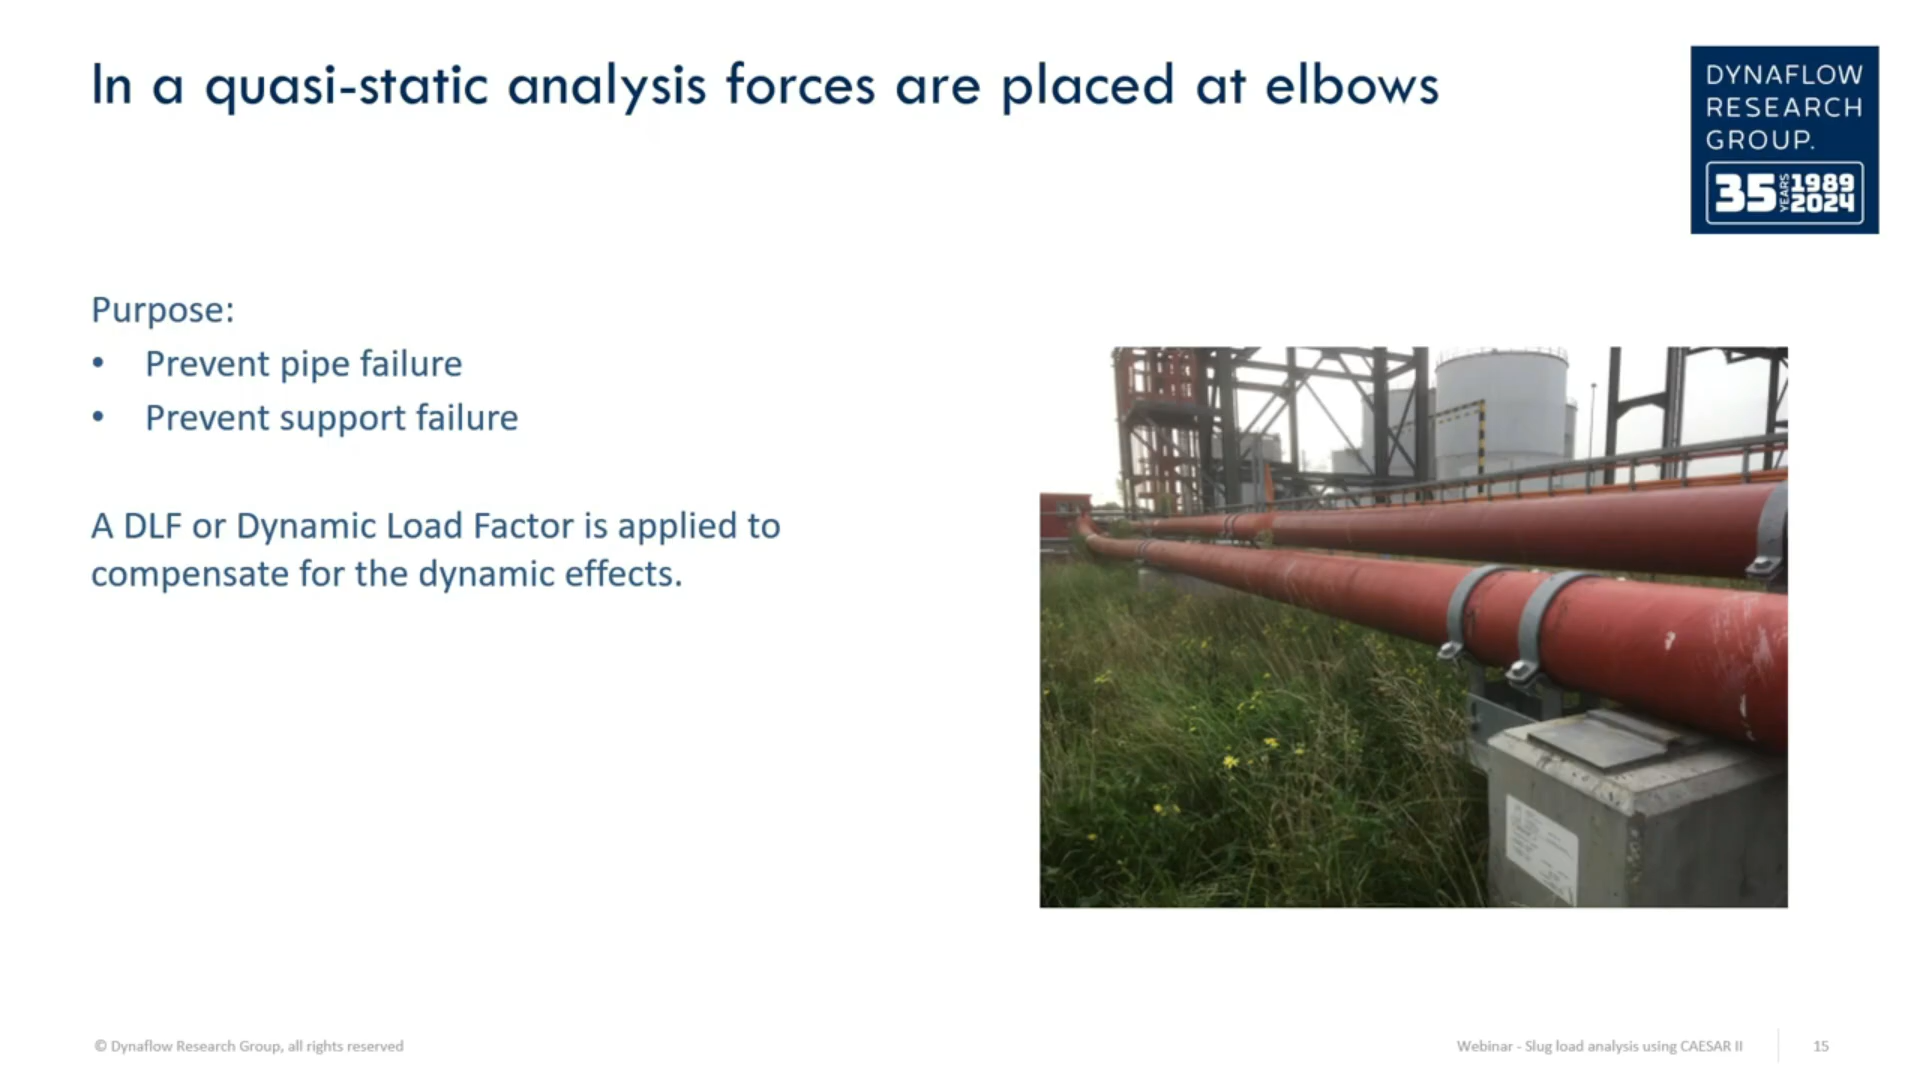 In a quasi-static analysis forces are placed at elbows
DYNAFLOW
RESEARCH
GROUP.
35 YEARS 1989
2024
Purpose:
• Prevent pipe failure
• Prevent support failure
A DLF or Dynamic Load Factor is applied to
compensate for the dynamic effects.
© Dynaflow Research Group, all rights reserved
Webinar - Slug load analysis using CAESAR II
15